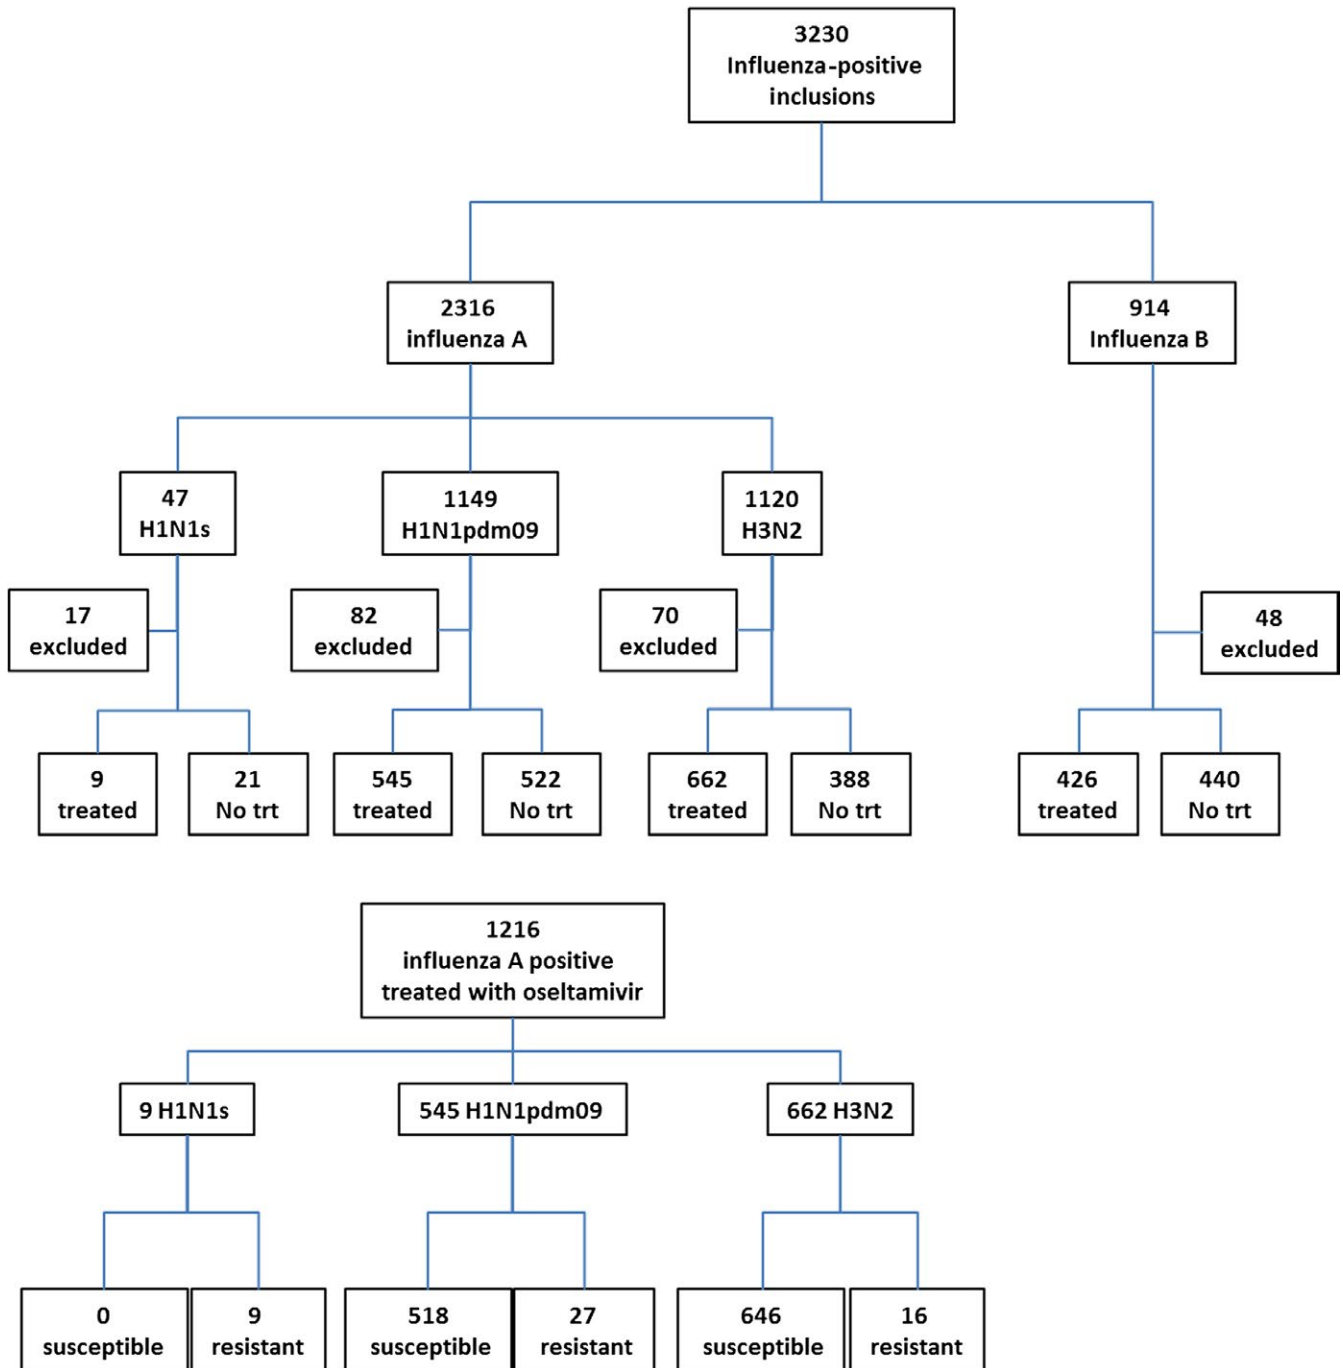 3230
Influenza-positive
inclusions
2316
influenza A
914
Influenza B
47
H1N1s
1149
H1N1pdm09
1120
H3N2
17
excluded
82
excluded
70
excluded
48
excluded
9
treated
21
No trt
545
treated
522
No trt
662
treated
388
No trt
426
treated
440
No trt
1216
influenza A positive
treated with oseltamivir
9 H1N1s
545 H1N1pdm09
662 H3N2
0
susceptible
9
resistant
518
susceptible
27
resistant
646
susceptible
16
resistant